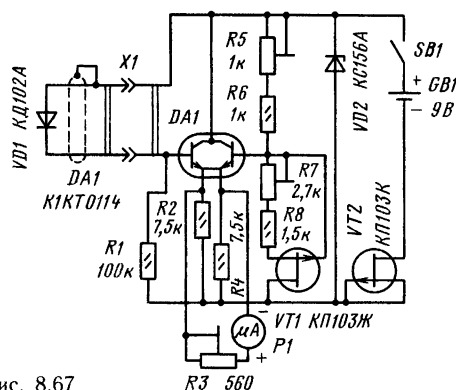 X1
VD1 КД102А
DA1
К1КТ0114
R1
100к
R2
7,5к
DA1
7,5к
R4
R5
1к
R6
1к
R7
2,7к
R8
1,5к
VD2 КС156А
SB1
+ GB1
- 9В
VT2
КП103К
VT1 КП103Ж
-
μА
P1
+
R3 560
ис. 8.67